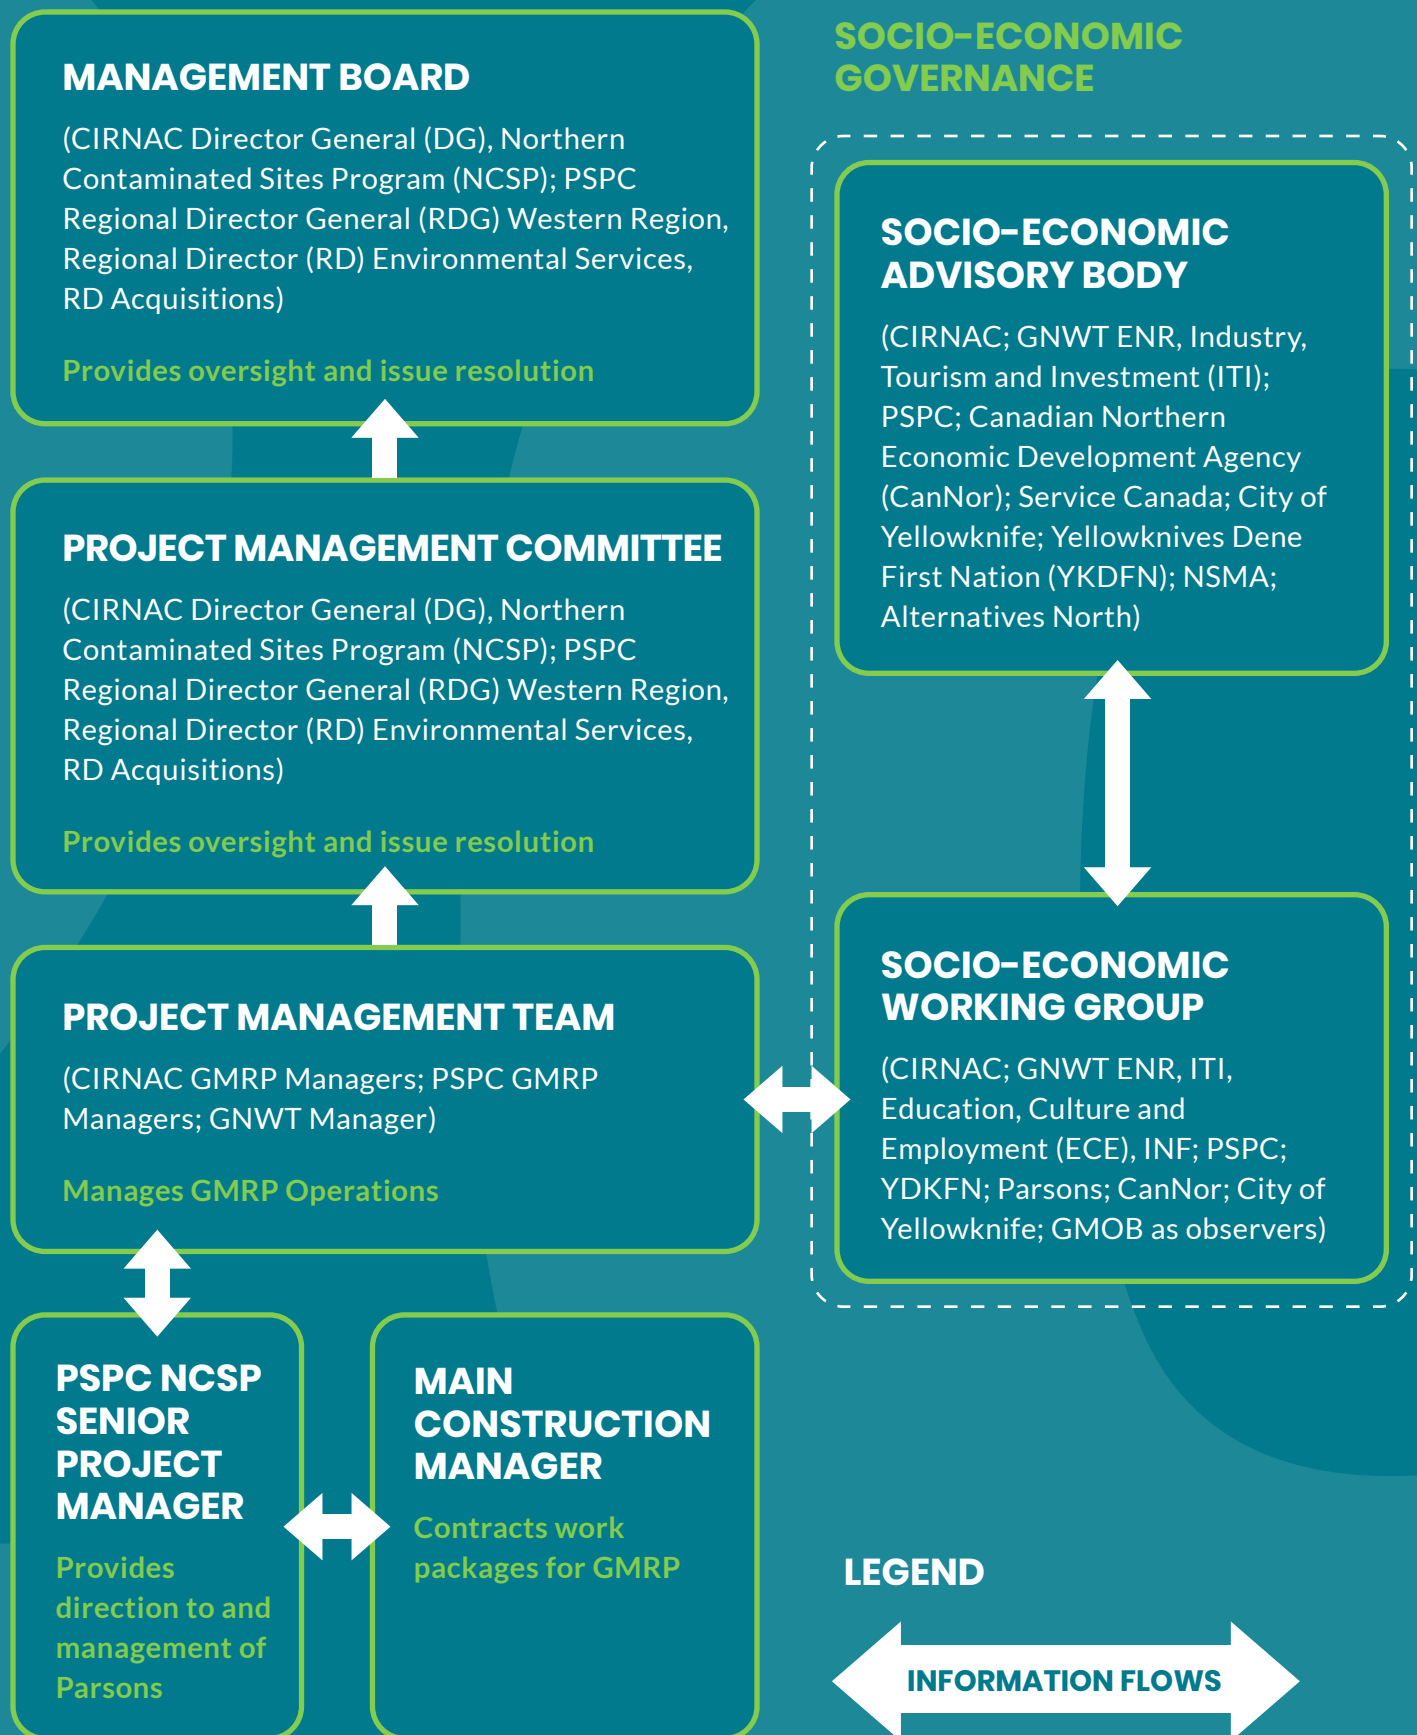 MANAGEMENT BOARD
(CIRNAC Director General (DG), Northern
Contaminated Sites Program (NCSP); PSPC
Regional Director General (RDG) Western Region,
Regional Director (RD) Environmental Services,
RD Acquisitions)
Provides oversight and issue resolution
PROJECT MANAGEMENT COMMITTEE
(CIRNAC Director General (DG), Northern
Contaminated Sites Program (NCSP); PSPC
Regional Director General (RDG) Western Region,
Regional Director (RD) Environmental Services,
RD Acquisitions)
Provides oversight and issue resolution
PROJECT MANAGEMENT TEAM
(CIRNAC GMRP Managers; PSPC GMRP
Managers; GNWT Manager)
Manages GMRP Operations
PSPC NCSP
SENIOR
PROJECT
MANAGER
Provides
direction to and
management of
Parsons
MAIN
CONSTRUCTION
MANAGER
Contracts work
packages for GMRP
SOCIO-ECONOMIC
GOVERNANCE
SOCIO-ECONOMIC
ADVISORY BODY
(CIRNAC; GNWT ENR, Industry,
Tourism and Investment (ITI);
PSPC; Canadian Northern
Economic Development Agency
(CanNor); Service Canada; City of
Yellowknife; Yellowknives Dene
First Nation (YKDFN); NSMA;
Alternatives North)
SOCIO-ECONOMIC
WORKING GROUP
(CIRNAC; GNWT ENR, ITI,
Education, Culture and
Employment (ECE), INF; PSPC;
YDKFN; Parsons; CanNor; City of
Yellowknife; GMOB as observers)
LEGEND
INFORMATION FLOWS